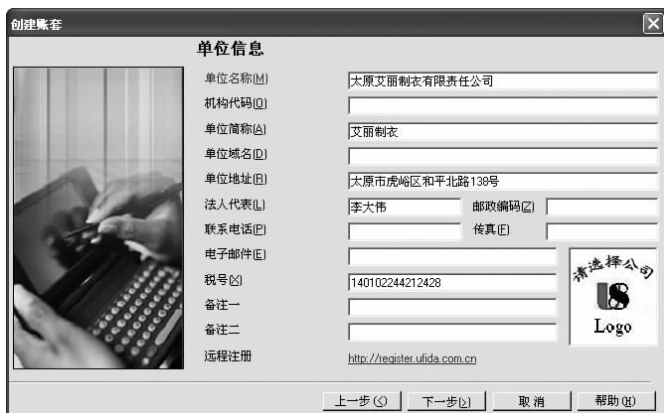 创建账套
单位信息
单位名称(M) 太原艾丽制衣有限责任公司
机构代码(O)
单位简称(A) 艾丽制衣
单位域名(D)
单位地址(R) 太原市虎峪区和平北路138号
法人代表(L) 李大伟 邮政编码(Z)
联系电话(P) 传真(F)
电子邮件(E)
税号(X) 140102244212428
备注一
备注二
请选择公司
Logo
远程注册 http://register.ufida.com.cn
上一步(<) 下一步(>) 取消 帮助(H)